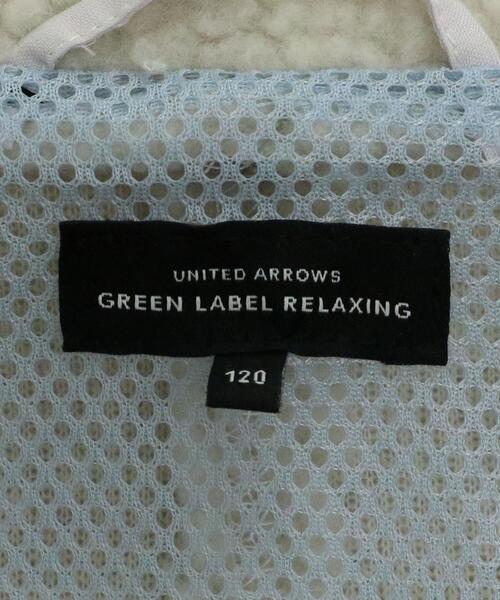 UNITED ARROWS
GREEN LABEL RELAXING
120